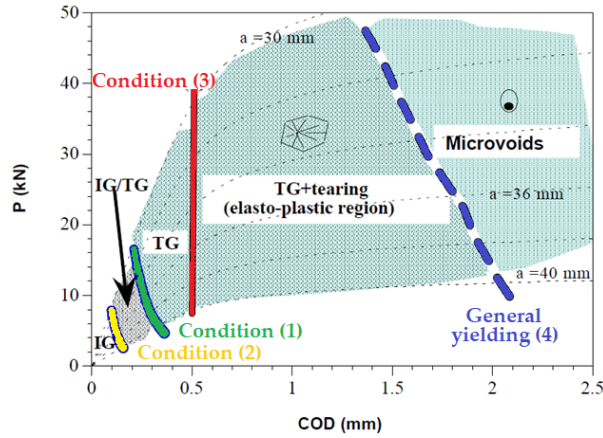 50
40
30
20
10
0
P (kN)
a =30 mm
Condition (3)
Microvoids
IG/TG
TG+tearing
(elasto-plastic region)
a =36 mm
TG
a =40 mm
Condition (1)
General
yielding (4)
IG
Condition (2)
0
0.5
1
1.5
2
2.5
COD (mm)